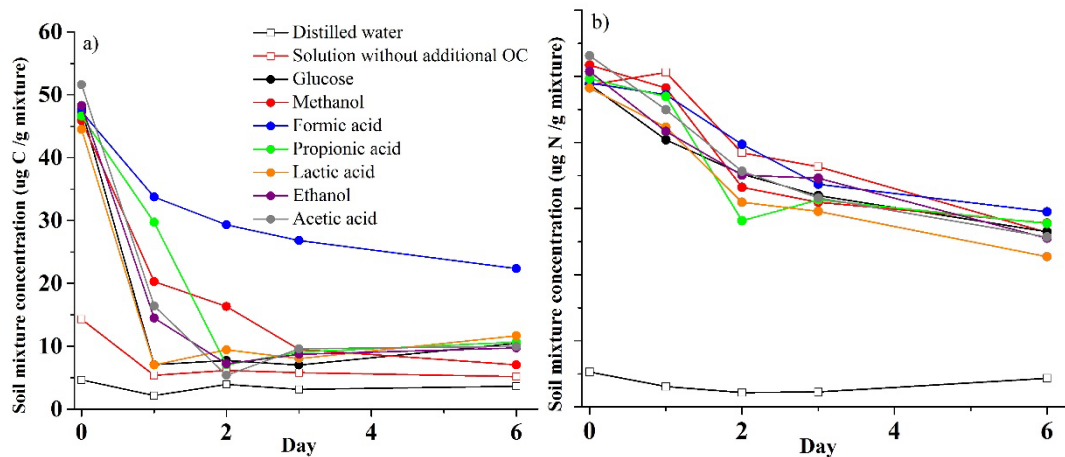 a)
Soil mixture concentration (ug C /g mixture)
60
50
40
30
20
10
0
0
2
4
6
Day
Distilled water
Solution without additional OC
Glucose
Methanol
Formic acid
Propionic acid
Lactic acid
Ethanol
Acetic acid
b)
Soil mixture concentration (ug N /g mixture)
0
2
4
6
Day